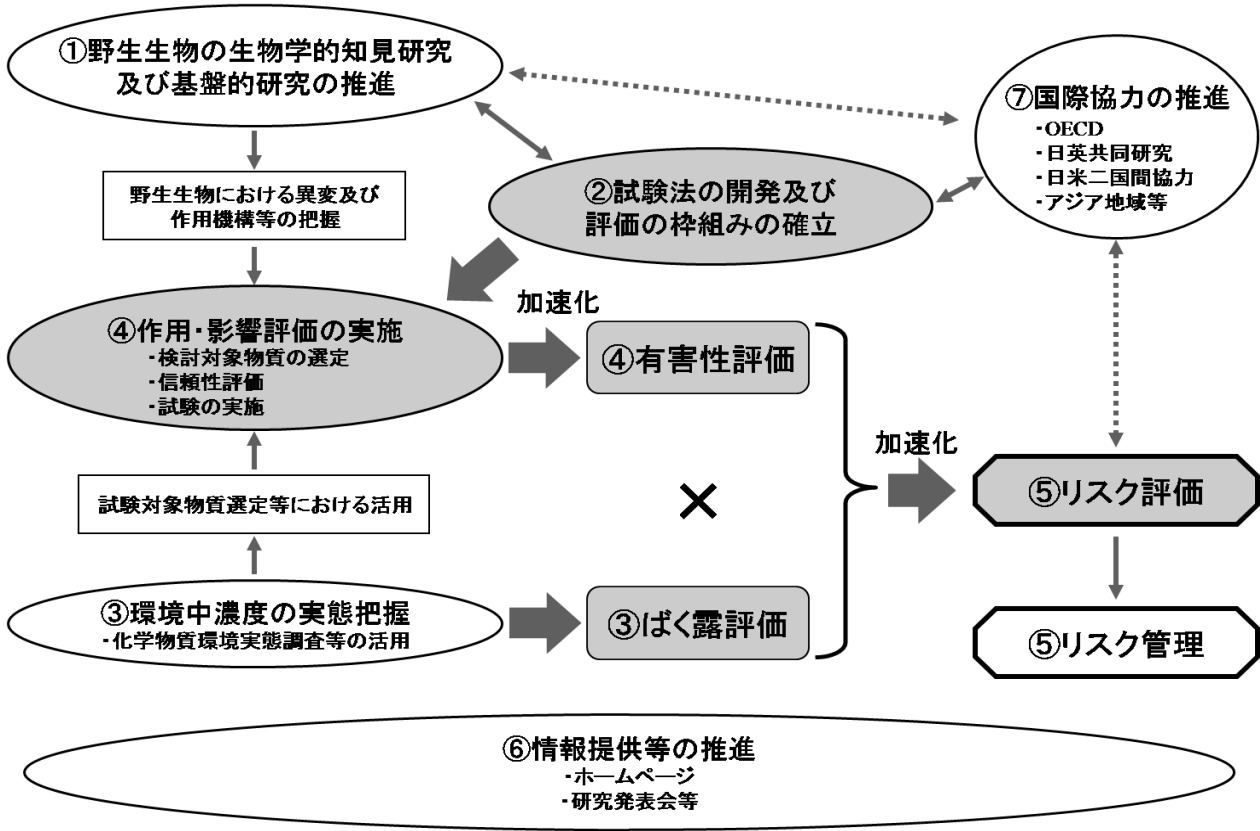 ①野生生物の生物学的知見研究
及び基盤的研究の推進
⑦国際協力の推進
・OECD
・日英共同研究
・日米二国間協力
・アジア地域等
野生生物における異変及び
作用機構等の把握
②試験法の開発及び
評価の枠組みの確立
④作用・影響評価の実施
・検討対象物質の選定
・信頼性評価
・試験の実施
加速化
④有害性評価
試験対象物質選定等における活用
×
加速化
⑤リスク評価
③環境中濃度の実態把握
・化学物質環境実態調査等の活用
③ばく露評価
⑤リスク管理
⑥情報提供等の推進
・ホームページ
・研究発表会等